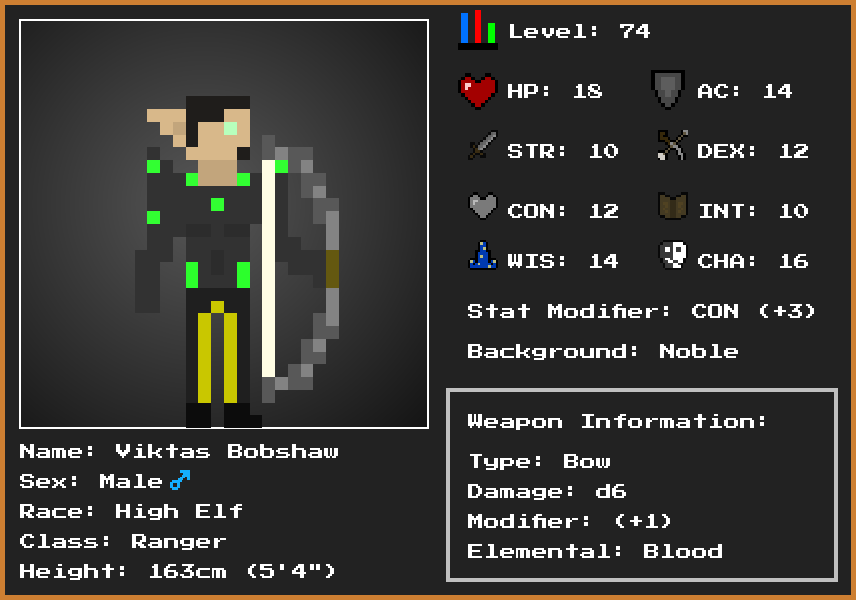 Level: 74
HP: 18 AC: 14
STR: 10 DEX: 12
CON: 12 INT: 10
WIS: 14 CHA: 16
Stat Modifier: CON (+3)
Background: Noble
Weapon Information:
Type: Bow
Damage: d6
Modifier: (+1)
Elemental: Blood
Name: Viktas Bobshaw
Sex: Male ♂
Race: High Elf
Class: Ranger
Height: 163cm (5'4")